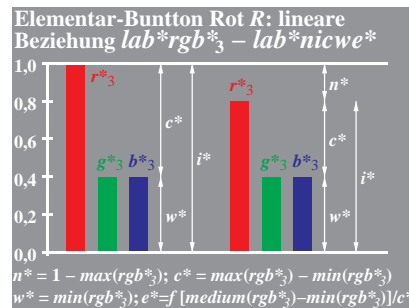 Elementar-Buntton Rot R: lineare
Beziehung lab*rgb*3 – lab*nicwe*
1,0
0,8
0,6
0,4
0,2
0,0
r*3
g*3
b*3
c*
w*
i*
r*3
g*3
b*3
n*
c*
w*
i*
n* = 1 – max(rgb*3); c* = max(rgb*3) – min(rgb*3)
w* = min(rgb*3); e*=f [medium(rgb*3)–min(rgb*3)]/c*